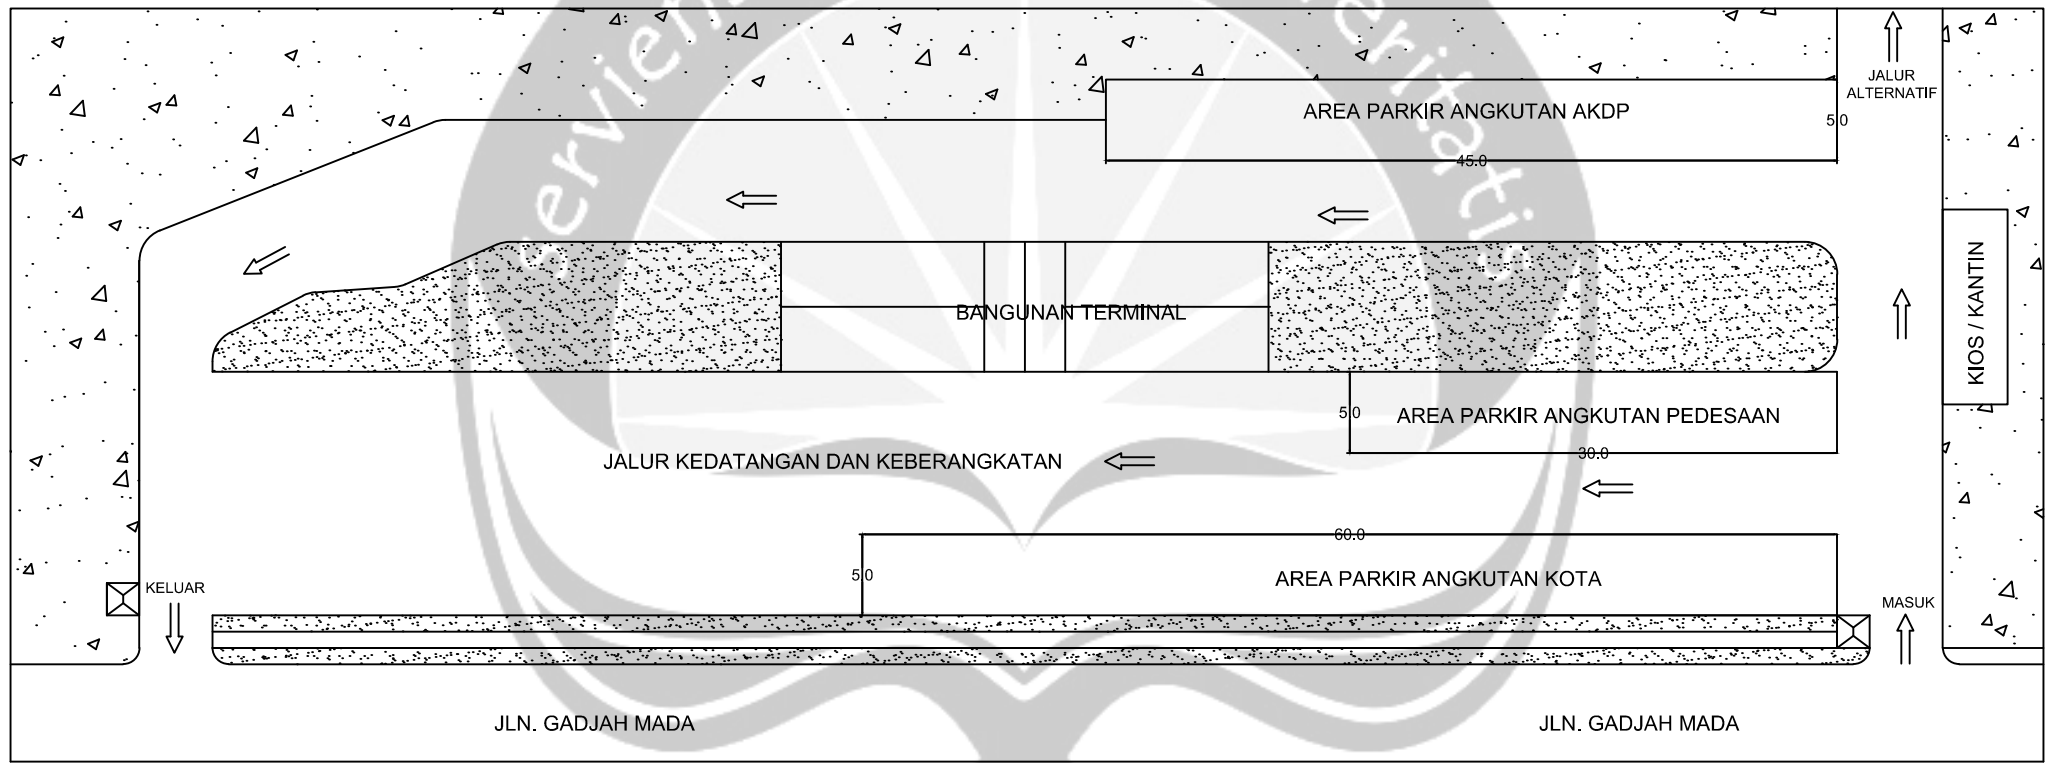 serviens
veritatis
JALUR
ALTERNATIF
AREA PARKIR ANGKUTAN AKDP
5.0
45.0
BANGUNAN TERMINAL
KIOS / KANTIN
5.0
AREA PARKIR ANGKUTAN PEDESAAN
30.0
JALUR KEDATANGAN DAN KEBERANGKATAN
60.0
5.0
AREA PARKIR ANGKUTAN KOTA
KELUAR
MASUK
JLN. GADJAH MADA
JLN. GADJAH MADA